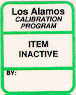 Los Alamos
CALIBRATION
PROGRAM
ITEM
INACTIVE
BY: